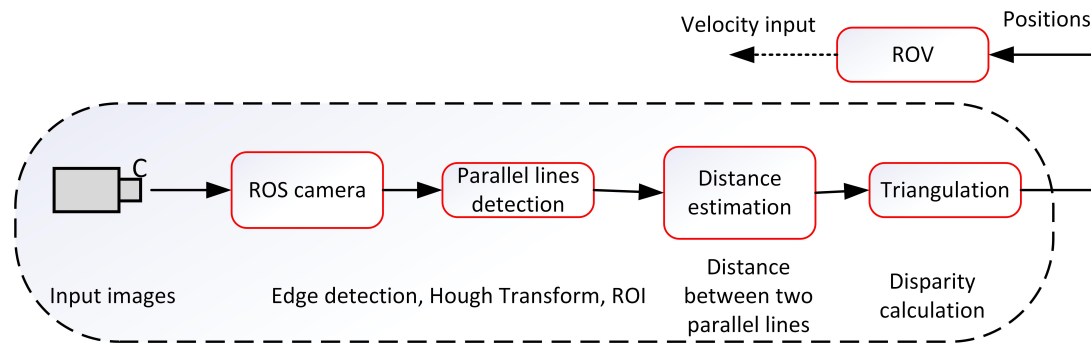 Velocity input
Positions
ROV
C
ROS camera
Parallel lines
detection
Distance
estimation
Triangulation
Input images
Edge detection, Hough Transform, ROI
Distance
between two
parallel lines
Disparity
calculation